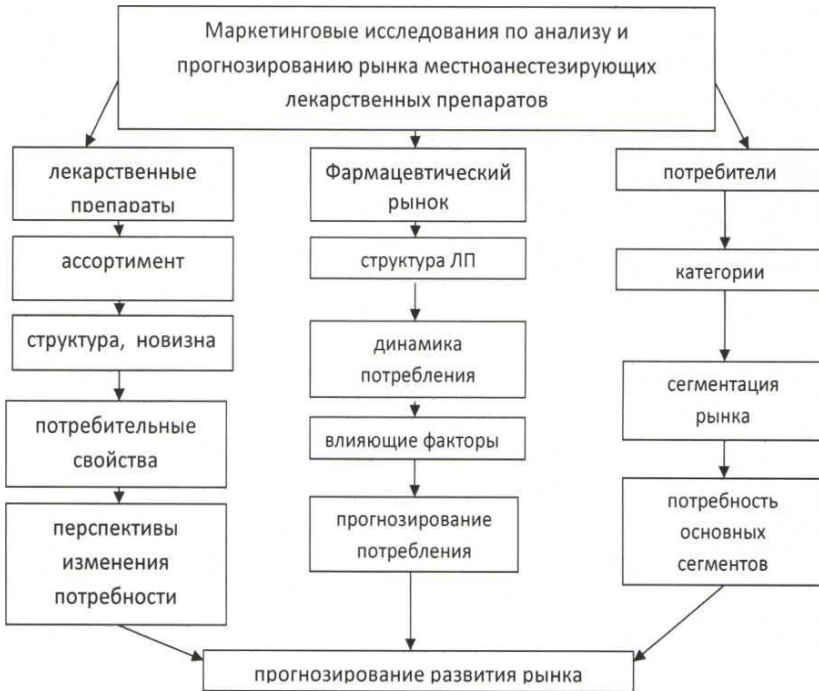 Маркетинговые исследования по анализу и
прогнозированию рынка местноанестезирующих
лекарственных препаратов
лекарственные
препараты
ассортимент
структура, новизна
потребительные
свойства
перспективы
изменения
потребности
Фармацевтический
рынок
структура ЛП
динамика
потребления
влияющие факторы
прогнозирование
потребления
потребители
категории
сегментация
рынка
потребность
основных
сегментов
прогнозирование развития рынка